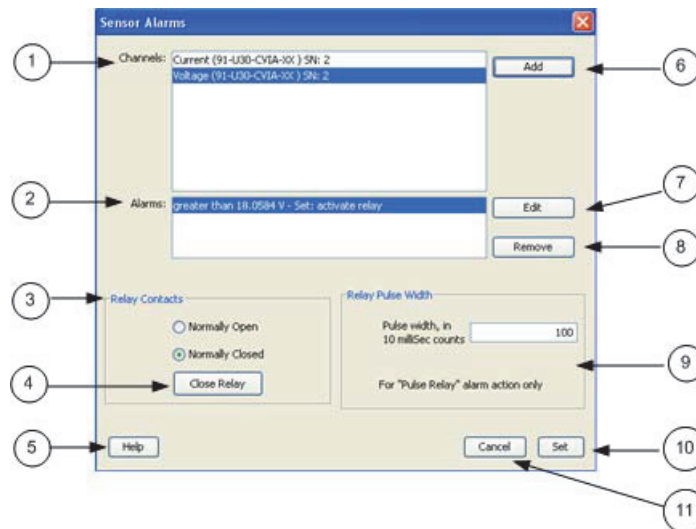 Sensor Alarms
1
Channels:
Current (91-U30-CVIA-XX ) SN: 2
Voltage (91-U30-CVIA-XX ) SN: 2
Add
6
2
Alarms:
greater than 18.0584 V - Set: activate relay
Edit
7
Remove
8
3
Relay Contacts
Normally Open
Normally Closed
4
Close Relay
Relay Pulse Width
Pulse width, in
10 milliSec counts
100
9
For "Pulse Relay" alarm action only
5
Help
Cancel
Set
10
11